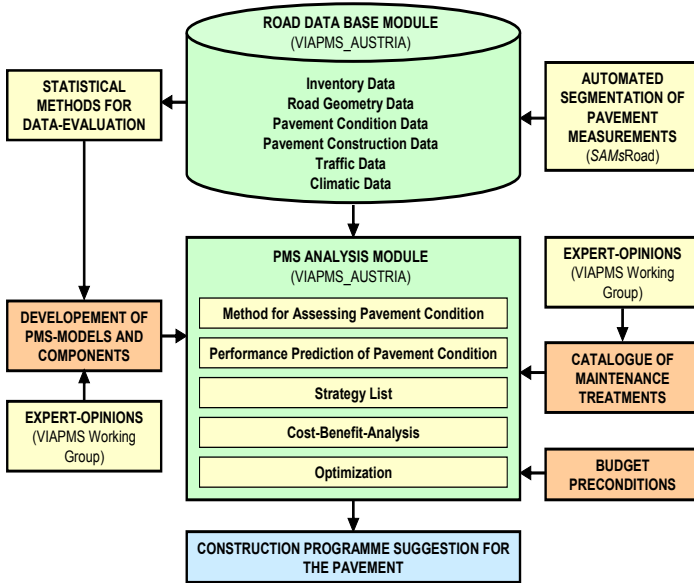 ROAD DATA BASE MODULE
(VIAPMS_AUSTRIA)
Inventory Data
Road Geometry Data
Pavement Condition Data
Pavement Construction Data
Traffic Data
Climatic Data
STATISTICAL
METHODS FOR
DATA-EVALUATION
AUTOMATED
SEGMENTATION OF
PAVEMENT
MEASUREMENTS
(SAMsRoad)
PMS ANALYSIS MODULE
(VIAPMS_AUSTRIA)
Method for Assessing Pavement Condition
Performance Prediction of Pavement Condition
Strategy List
Cost-Benefit-Analysis
Optimization
EXPERT-OPINIONS
(VIAPMS Working
Group)
DEVELOPEMENT OF
PMS-MODELS AND
COMPONENTS
CATALOGUE OF
MAINTENANCE
TREATMENTS
EXPERT-OPINIONS
(VIAPMS Working
Group)
BUDGET
PRECONDITIONS
CONSTRUCTION PROGRAMME SUGGESTION FOR
THE PAVEMENT